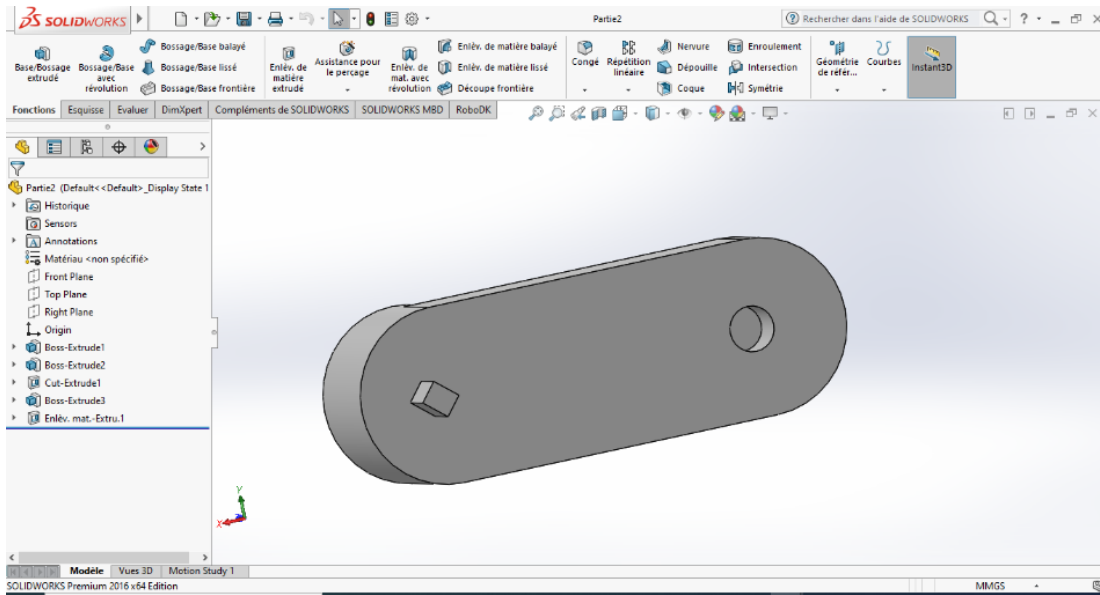 SOLIDWORKS
Partie2
Rechercher dans l'aide de SOLIDWORKS
?
Base/Bossage extrudé
Bossage/Base avec révolution
Bossage/Base balayé
Bossage/Base lissé
Bossage/Base frontière
Enlèv. de matière extrudé
Assistance pour le perçage
Enlèv. de mat. avec révolution
Enlèv. de matière balayé
Enlèv. de matière lissé
Découpe frontière
Congé
Répétition linéaire
Nervure
Dépouille
Coque
Enroulement
Intersection
Symétrie
Géométrie de référ...
Courbes
Instant3D
Fonctions Esquisse Evaluer DimXpert Compléments de SOLIDWORKS SOLIDWORKS MBD RoboDK
Partie2 (Default<<Default>_Display State 1
Historique
Sensors
Annotations
Matériau <non spécifié>
Front Plane
Top Plane
Right Plane
Origin
Boss-Extrude1
Boss-Extrude2
Cut-Extrude1
Boss-Extrude3
Enlèv. mat.-Extru.1
Y
X
Modèle Vues 3D Motion Study 1
SOLIDWORKS Premium 2016 x64 Edition
MMGS